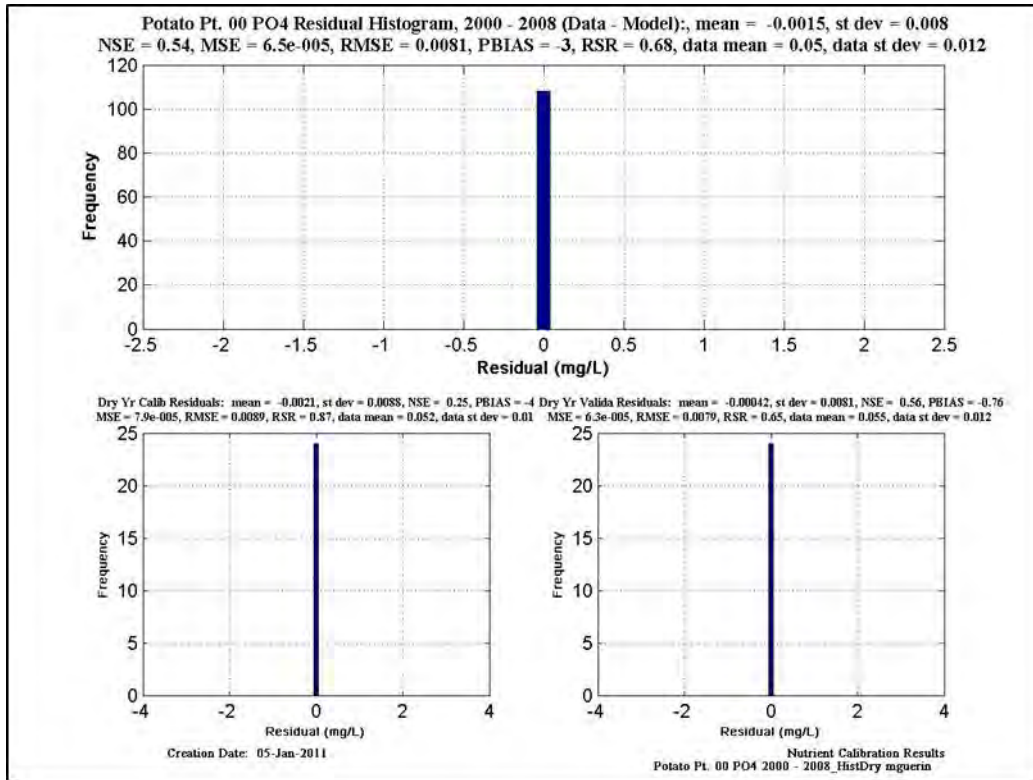 Potato Pt. 00 PO4 Residual Histogram, 2000 - 2008 (Data - Model):, mean = -0.0015, st dev = 0.008
NSE = 0.54, MSE = 6.5e-005, RMSE = 0.0081, PBIAS = -3, RSR = 0.68, data mean = 0.05, data st dev = 0.012
120
100
80
60
40
20
0
Frequency
-2.5 -2 -1.5 -1 -0.5 0 0.5 1 1.5 2 2.5
Residual (mg/L)
Dry Yr Calib Residuals: mean = -0.0021, st dev = 0.0088, NSE = 0.25, PBIAS = -4
MSE = 7.9e-005, RMSE = 0.0089, RSR = 0.87, data mean = 0.052, data st dev = 0.01
25
20
15
10
5
0
Frequency
-4 -2 0 2 4
Residual (mg/L)
Dry Yr Valida Residuals: mean = -0.00042, st dev = 0.0081, NSE = 0.56, PBIAS = -0.76
MSE = 6.3e-005, RMSE = 0.0079, RSR = 0.65, data mean = 0.055, data st dev = 0.012
25
20
15
10
5
0
Frequency
-4 -2 0 2 4
Residual (mg/L)
Creation Date: 05-Jan-2011
Nutrient Calibration Results
Potato Pt. 00 PO4 2000 - 2008_HistDry mguerin